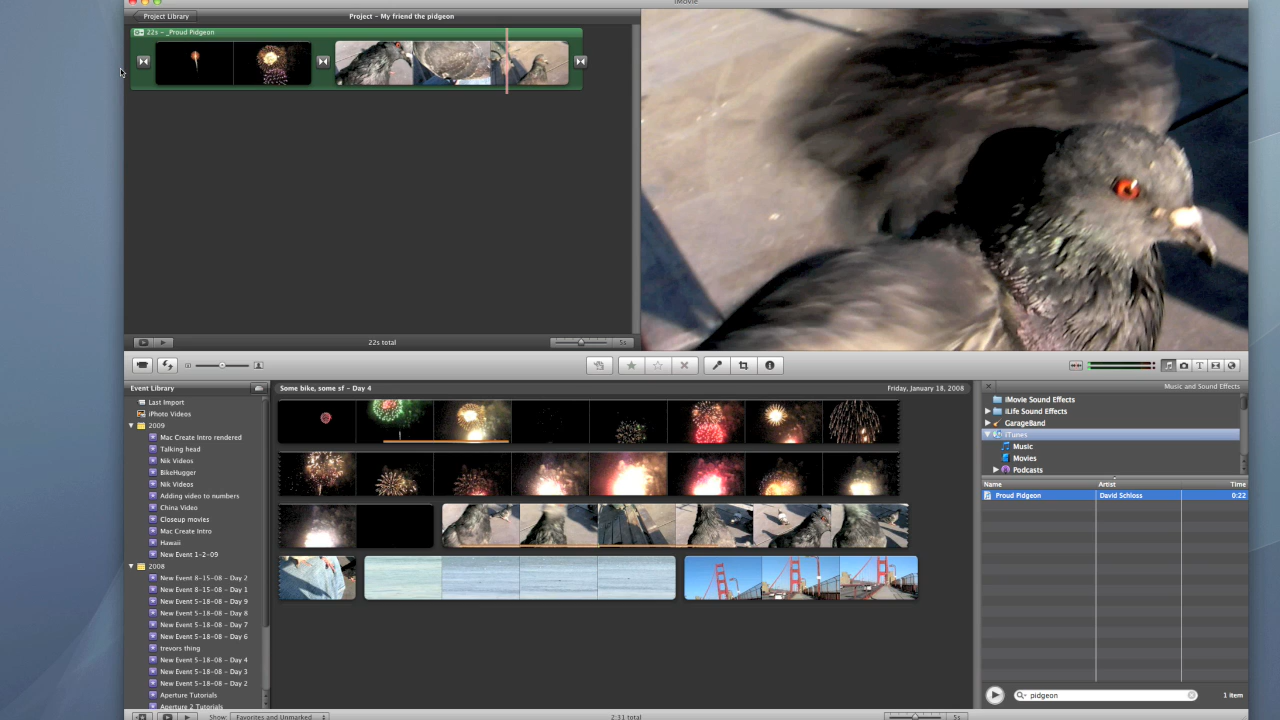 iMovie
Project Library
Project - My friend the pidgeon
22s - _Proud Pidgeon
22s total
5s
Event Library
Last Import
iPhoto Videos
2009
Mac Create Intro rendered
Talking head
Nik Videos
BikeHugger
Nik Videos
Adding video to numbers
China Video
Closeup movies
Mac Create Intro
Hawaii
New Event 1-2-09
2008
New Event 8-15-08 - Day 2
New Event 8-15-08 - Day 1
New Event 5-18-08 - Day 9
New Event 5-18-08 - Day 8
New Event 5-18-08 - Day 7
New Event 5-18-08 - Day 6
trevors thing
New Event 5-18-08 - Day 4
New Event 5-18-08 - Day 3
New Event 5-18-08 - Day 2
Aperture Tutorials
Aperture 2 Tutorials
Some bike, some sf - Day 4
Friday, January 18, 2008
Music and Sound Effects
iMovie Sound Effects
iLife Sound Effects
GarageBand
iTunes
Music
Movies
Podcasts
Name Artist Time
Proud Pidgeon David Schloss 0:22
pidgeon
1 item
Show: Favorites and Unmarked
2:31 total
5s